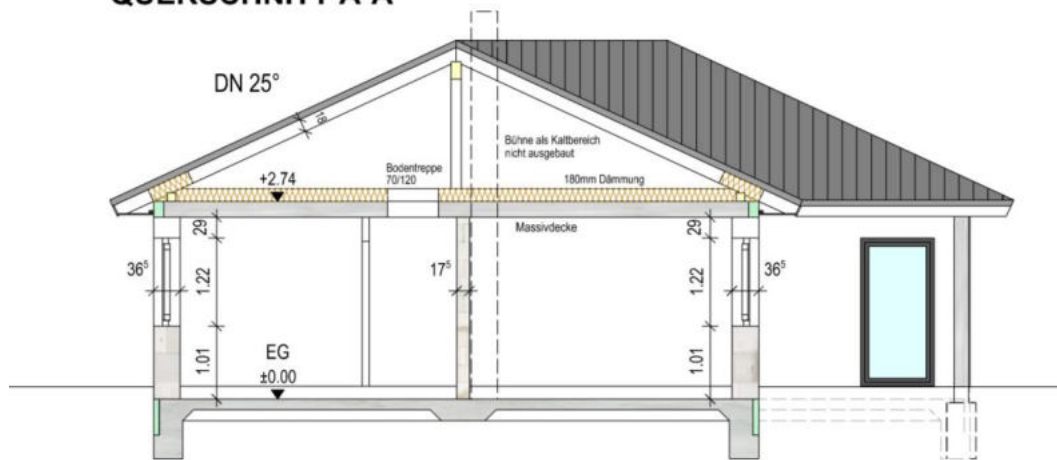 QUERSCHNITT A-A
DN 25°
18
Bühne als Kaltbereich
nicht ausgebaut
Bodentreppe
70/120
+2.74
180mm Dämmung
Massivdecke
29
29
36⁵
17⁵
36⁵
1.22
1.22
EG
±0.00
1.01
1.01